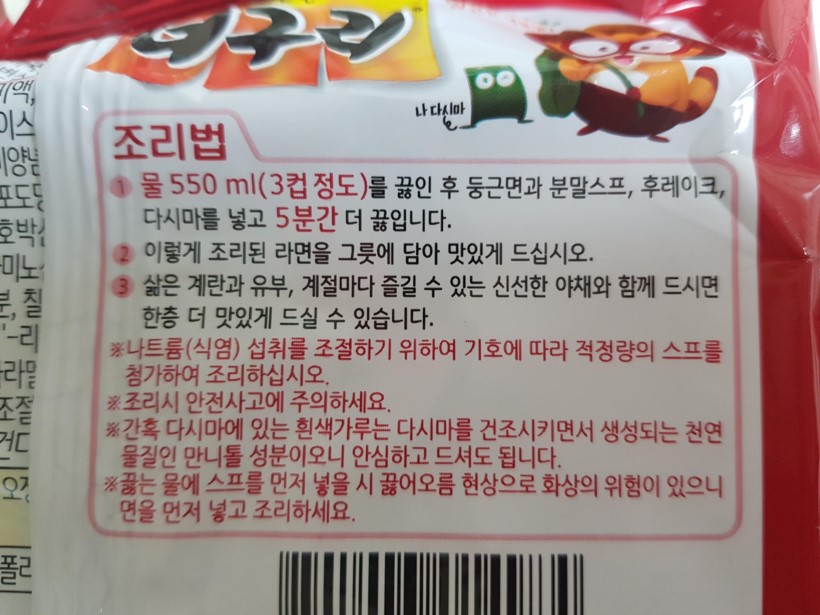 너구리
나 다시마
조리법
1 물 550 ml(3컵 정도)를 끓인 후 둥근면과 분말스프, 후레이크,
다시마를 넣고 5분간 더 끓입니다.
2 이렇게 조리된 라면을 그릇에 담아 맛있게 드십시오.
3 삶은 계란과 유부, 계절마다 즐길 수 있는 신선한 야채와 함께 드시면
한층 더 맛있게 드실 수 있습니다.
※나트륨(식염) 섭취를 조절하기 위하여 기호에 따라 적정량의 스프를
첨가하여 조리하십시오.
※조리시 안전사고에 주의하세요.
※간혹 다시마에 있는 흰색가루는 다시마를 건조시키면서 생성되는 천연
물질인 만니톨 성분이오니 안심하고 드셔도 됩니다.
※끓는 물에 스프를 먼저 넣을 시 끓어오름 현상으로 화상의 위험이 있으니
면을 먼저 넣고 조리하세요.